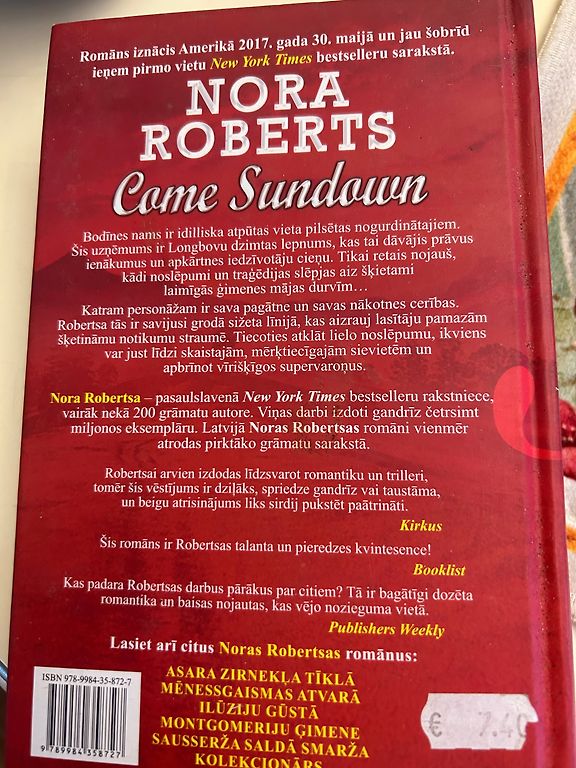 Romāns iznācis Amerikā 2017. gada 30. maijā un jau šobrīd
ieņem pirmo vietu New York Times bestselleru sarakstā.
NORA
ROBERTS
Come Sundown
Bodīnes nams ir idilliska atpūtas vieta pilsētas nogurdinātajiem.
Šis uzņēmums ir Longbovu dzimtas lepnums, kas tai dāvājis prāvus
ienākumus un apkārtnes iedzīvotāju cieņu. Tikai retais nojauš,
kādi noslēpumi un traģēdijas slēpjas aiz šķietami
laimīgās ģimenes mājas durvīm...
Katram personāžam ir sava pagātne un savas nākotnes cerības.
Robertsa tās ir savijusi grodā sižeta līnijā, kas aizrauj lasītāju pamazām
šķetināmu notikumu straumē. Tiecoties atklāt lielo noslēpumu, ikviens
var just līdzi skaistajām, mērķtiecīgajām sievietēm un
apbrīnot vīrišķīgos supervaroņus.
Nora Robertsa – pasaulslavenā New York Times bestselleru rakstniece,
vairāk nekā 200 grāmatu autore. Viņas darbi izdoti gandrīz četrsimt
miljonos eksemplāru. Latvijā Noras Robertsas romāni vienmēr
atrodas pirktāko grāmatu sarakstā.
Robertsai arvien izdodas līdzsvarot romantiku un trilleri,
tomēr šis vēstījums ir dziļāks, spriedze gandrīz vai taustāma,
un beigu atrisinājums liks sirdij pukstēt paātrināti.
Kirkus
Šis romāns ir Robertsas talanta un pieredzes kvintesence!
Booklist
Kas padara Robertsas darbus pārākus par citiem? Tā ir bagātīgi dozēta
romantika un baisas nojautas, kas vējo nozieguma vietā.
Publishers Weekly
Lasiet arī citus Noras Robertsas romānus:
ASARA ZIRNEKĻA TĪKLĀ
MĒNESSGAISMAS ATVARĀ
ILŪZIJU GŪSTĀ
MONTGOMERIJU ĢIMENE
SAUSSERŽA SALDĀ SMARŽA
KOLEKCIONĀRS
ISBN 978-9984-35-872-7
9 789984 358727
€ 7.40